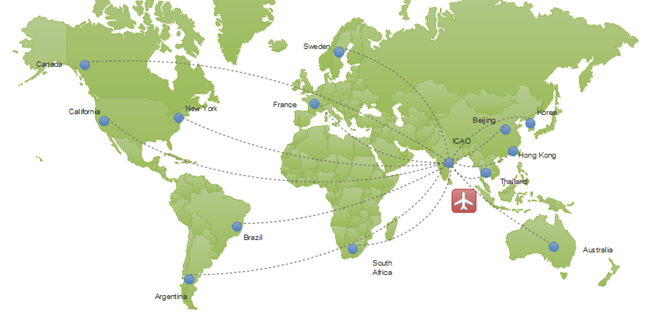 Sweden
Canada
France
California
New York
Beijing
Korea
ICAO
Hong Kong
Thailand
Brazil
Australia
South
Africa
Argentina